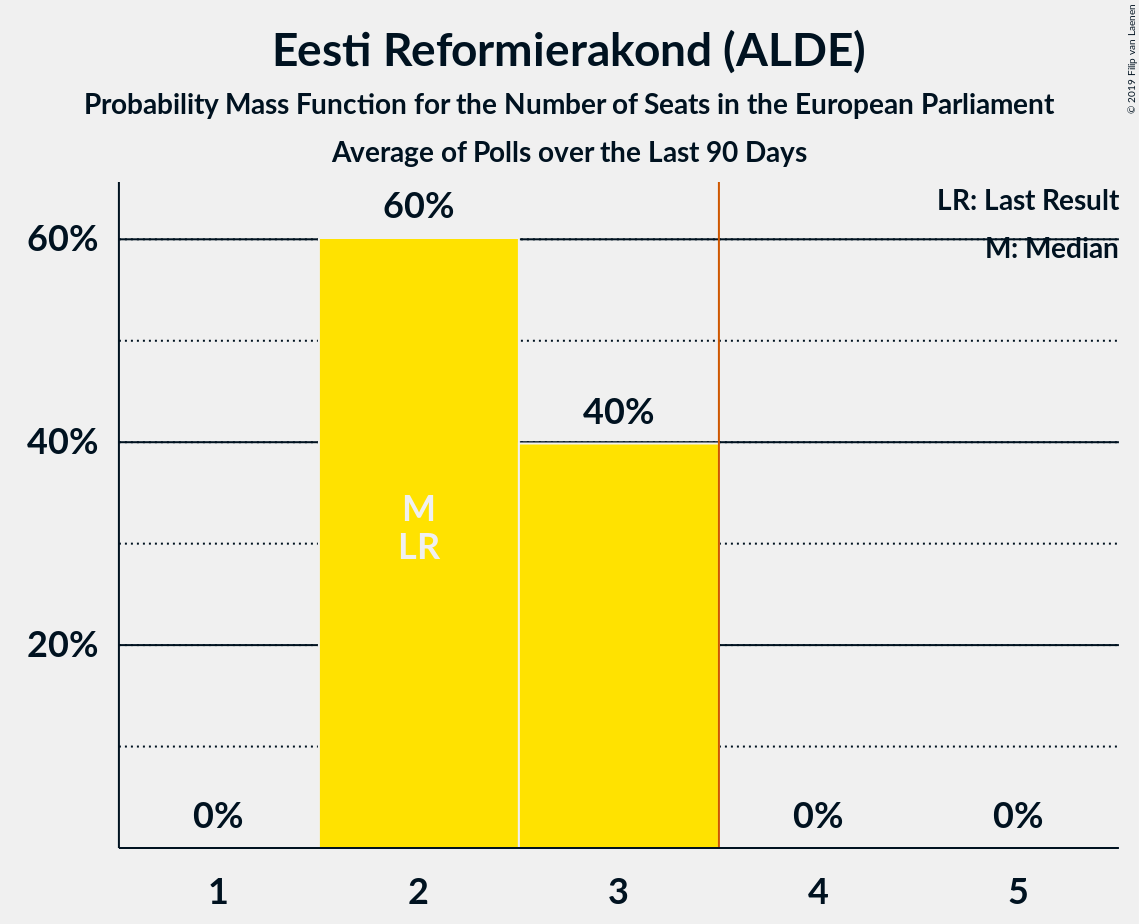 Eesti Reformierakond (ALDE)
Probability Mass Function for the Number of Seats in the European Parliament
Average of Polls over the Last 90 Days
© 2019 Filip van Laenen
LR: Last Result
M: Median
60%
40%
20%
0%
60%
40%
0%
0%
M
LR
1
2
3
4
5